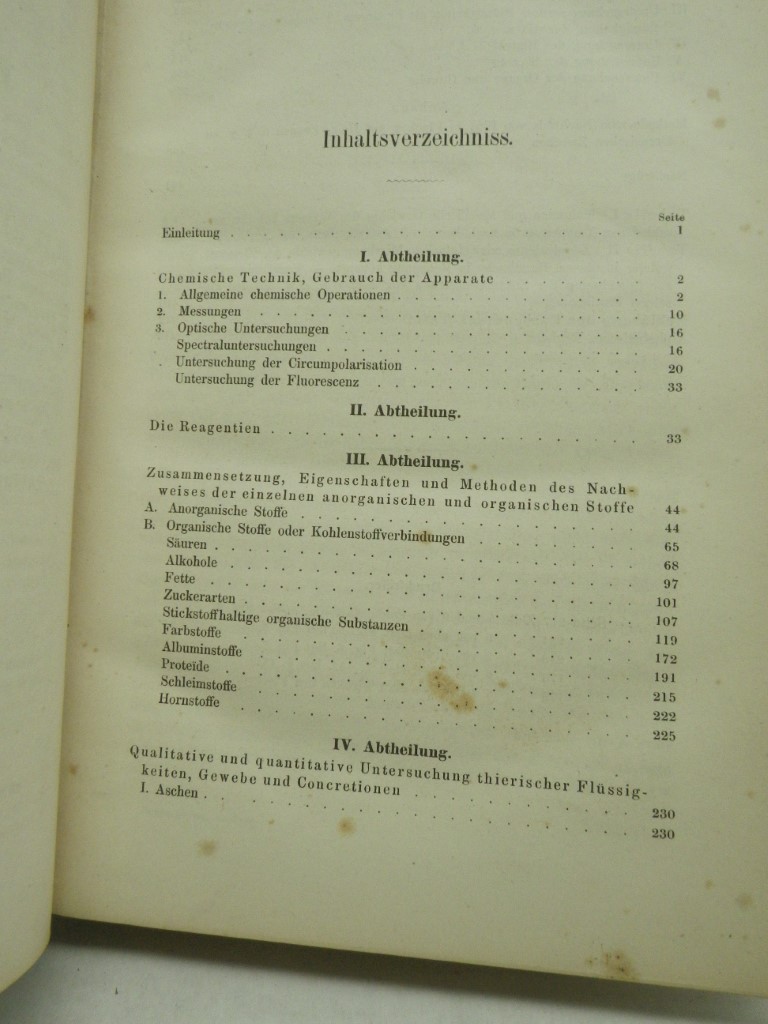 Inhaltsverzeichniss.
Seite
Einleitung . . . . . . . . . . . . . . . . . . . . 1
I. Abtheilung.
Chemische Technik, Gebrauch der Apparate . . . . . . . . 2
1. Allgemeine chemische Operationen . . . . . . . . . . . . 2
2. Messungen . . . . . . . . . . . . . . . . . . . 10
3. Optische Untersuchungen . . . . . . . . . . . . . . . 16
Spectraluntersuchungen . . . . . . . . . . . . . . . 16
Untersuchung der Circumpolarisation . . . . . . . . . . . 20
Untersuchung der Fluorescenz . . . . . . . . . . . . . 33
II. Abtheilung.
Die Reagentien . . . . . . . . . . . . . . . . . . 33
III. Abtheilung.
Zusammensetzung, Eigenschaften und Methoden des Nach-
weises der einzelnen anorganischen und organischen Stoffe 44
A. Anorganische Stoffe . . . . . . . . . . . . . . . . 44
B. Organische Stoffe oder Kohlenstoffverbindungen . . . . . . . . 65
Säuren . . . . . . . . . . . . . . . . . . . . 68
Alkohole . . . . . . . . . . . . . . . . . . . 97
Fette . . . . . . . . . . . . . . . . . . . . 101
Zuckerarten . . . . . . . . . . . . . . . . . . 107
Stickstoffhaltige organische Substanzen . . . . . . . . . . 119
Farbstoffe . . . . . . . . . . . . . . . . . . . 172
Albuminstoffe . . . . . . . . . . . . . . . . . . 191
Proteïde . . . . . . . . . . . . . . . . . . . 215
Schleimstoffe . . . . . . . . . . . . . . . . . . 222
Hornstoffe . . . . . . . . . . . . . . . . . . . 225
IV. Abtheilung.
Qualitative und quantitative Untersuchung thierischer Flüssig-
keiten, Gewebe und Concretionen . . . . . . . . . . 230
I. Aschen . . . . . . . . . . . . . . . . . . . . 230